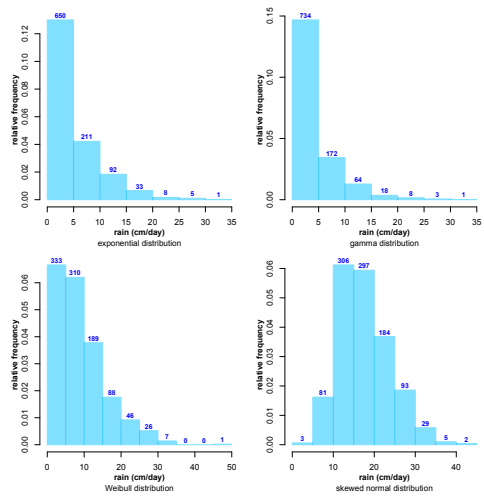 650
211
92
33
8
5
1
0.00 0.02 0.04 0.06 0.08 0.10 0.12
relative frequency
0 5 10 15 20 25 30 35
rain (cm/day)
exponential distribution
734
172
64
18
8
3
1
0.00 0.05 0.10 0.15
relative frequency
0 5 10 15 20 25 30 35
rain (cm/day)
gamma distribution
333
310
189
88
46
26
7
0
0
1
0.00 0.01 0.02 0.03 0.04 0.05 0.06
relative frequency
0 10 20 30 40 50
rain (cm/day)
Weibull distribution
3
81
306
297
184
93
29
5
2
0.00 0.01 0.02 0.03 0.04 0.05 0.06
relative frequency
0 10 20 30 40
rain (cm/day)
skewed normal distribution